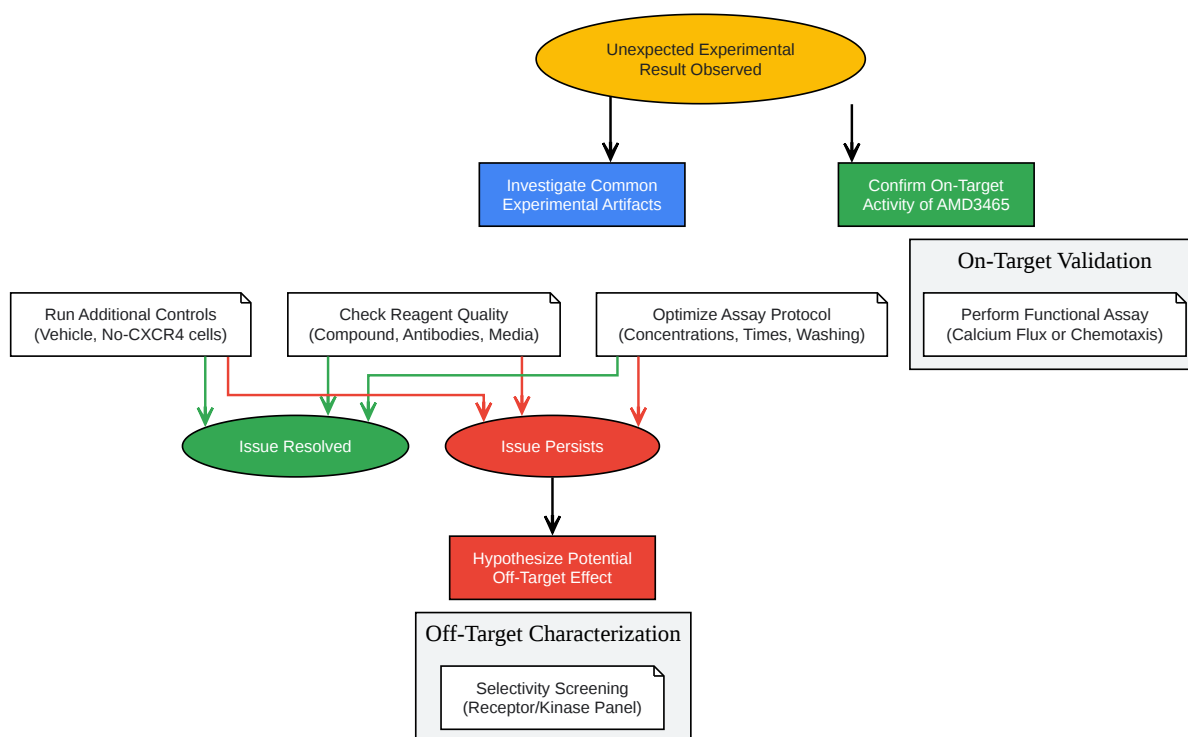 Unexpected Experimental
Result Observed
Investigate Common
Experimental Artifacts
Confirm On-Target
Activity of AMD3465
On-Target Validation
Run Additional Controls
(Vehicle, No-CXCR4 cells)
Check Reagent Quality
(Compound, Antibodies, Media)
Optimize Assay Protocol
(Concentrations, Times, Washing)
Perform Functional Assay
(Calcium Flux or Chemotaxis)
Issue Resolved
Issue Persists
Hypothesize Potential
Off-Target Effect
Off-Target Characterization
Selectivity Screening
(Receptor/Kinase Panel)